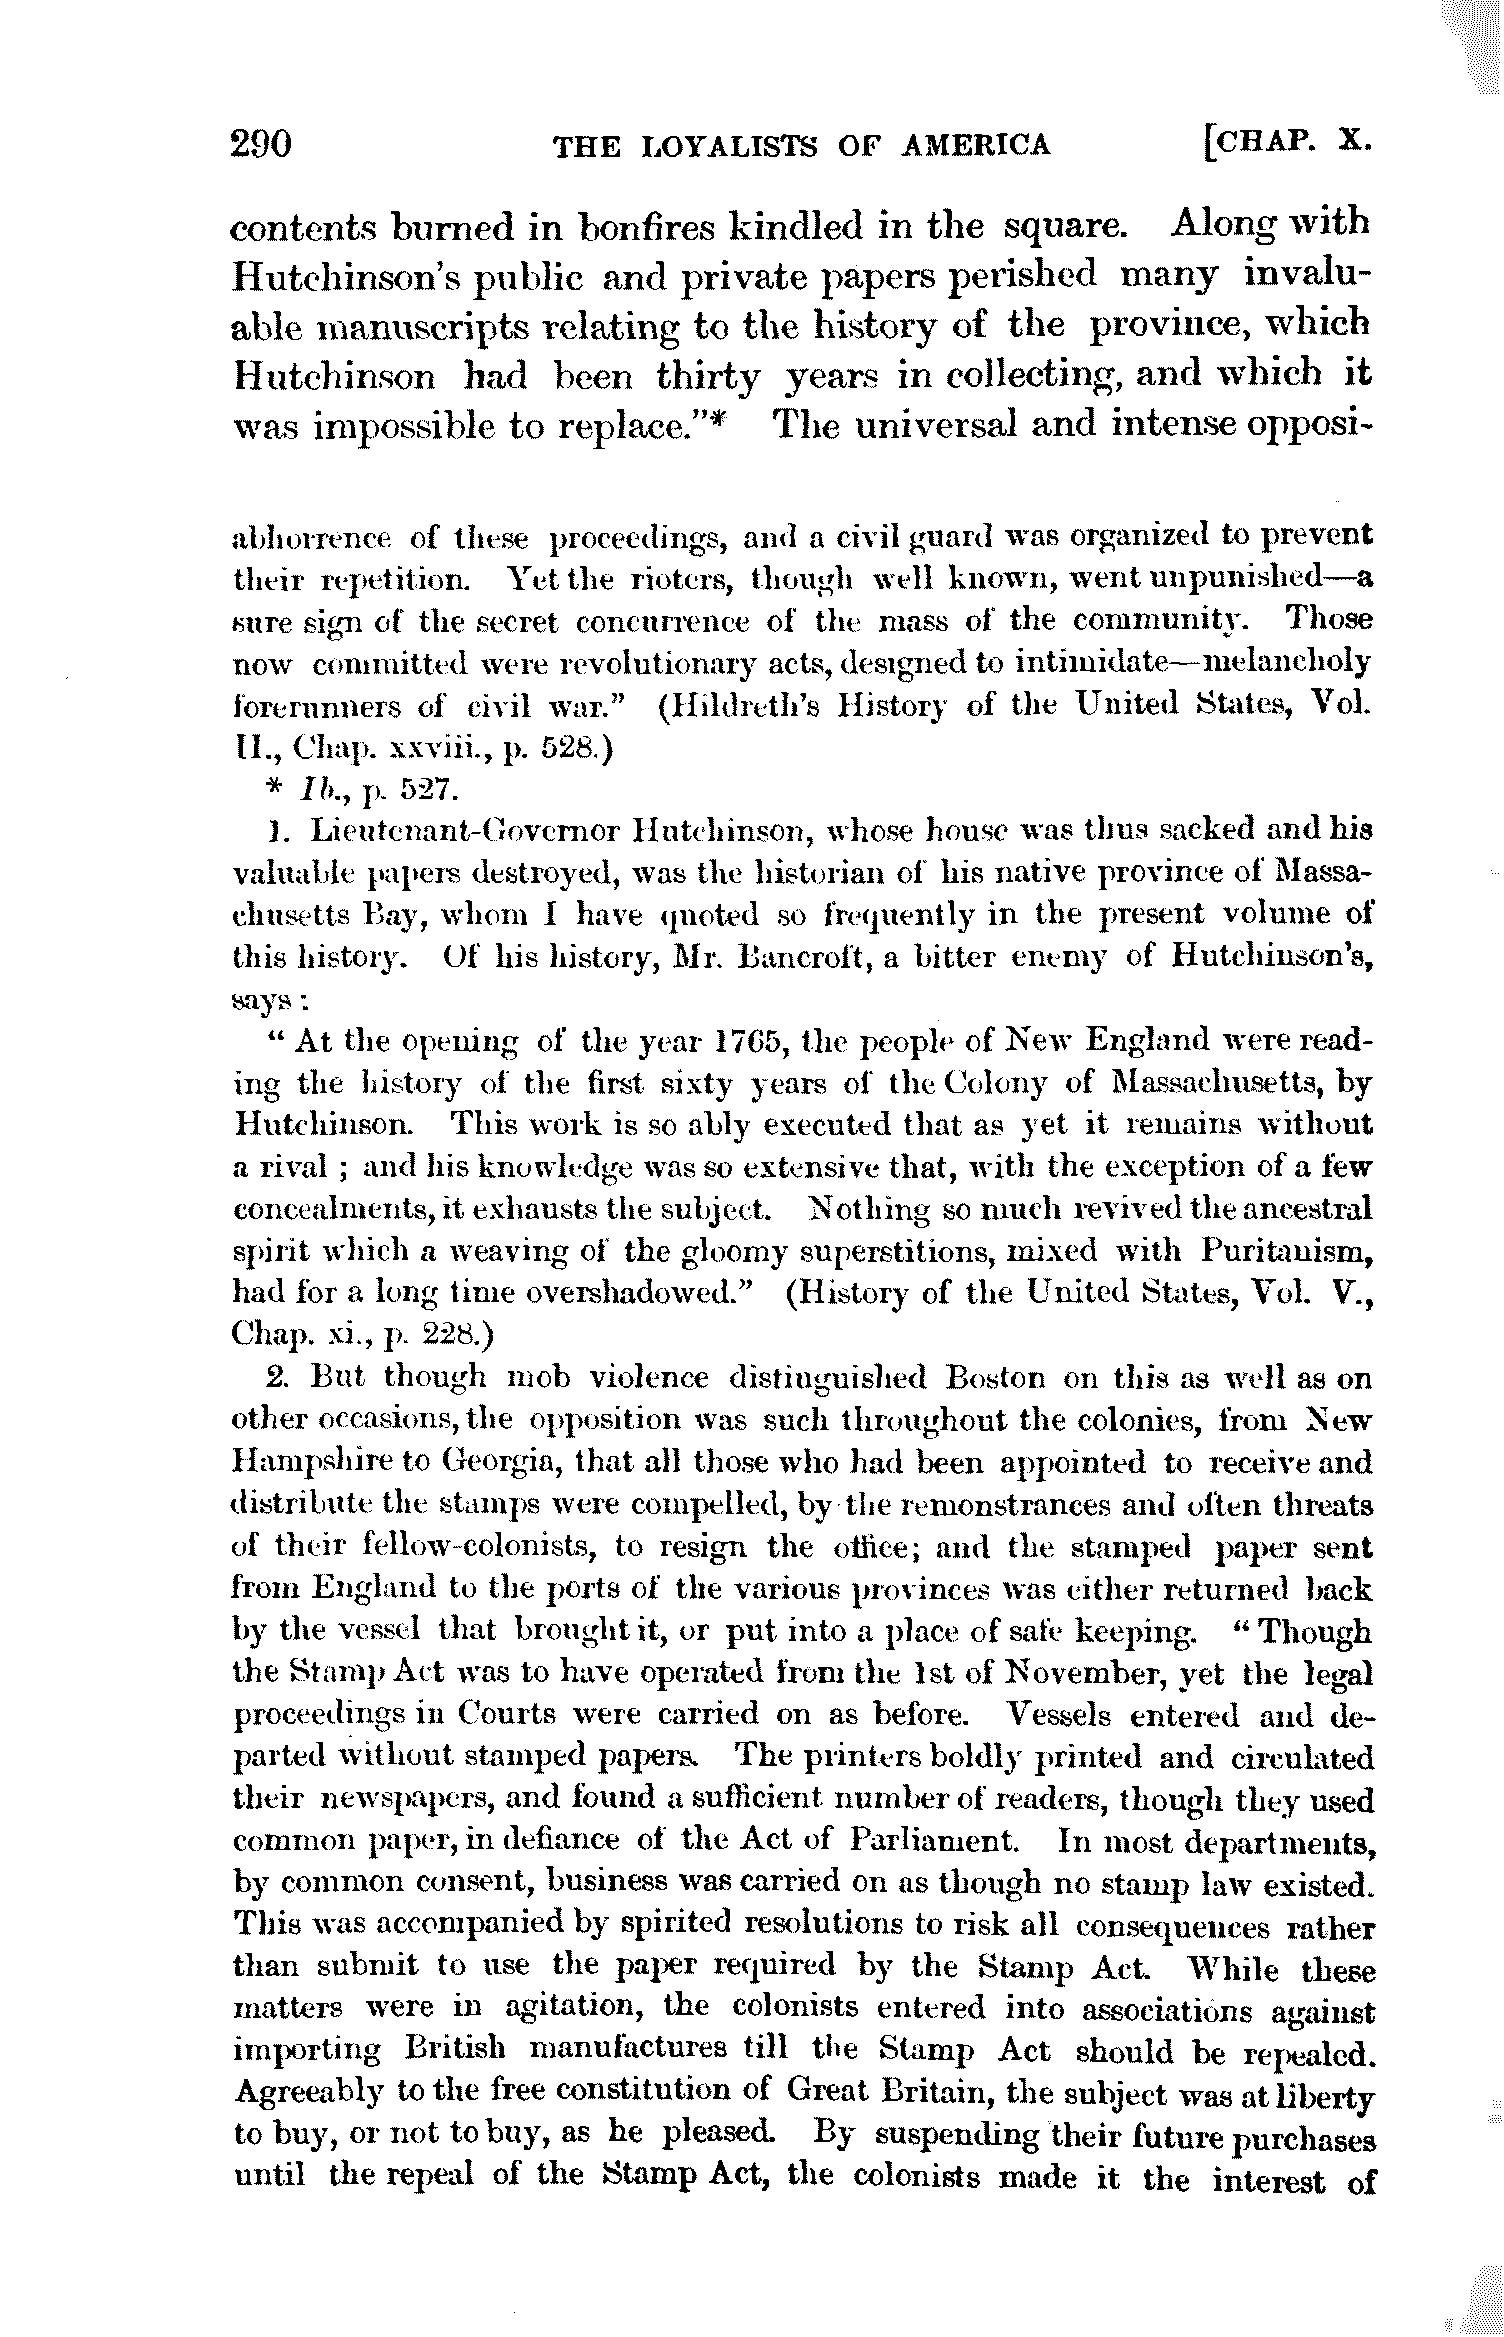 290 THE LOYALISTS OF AMERICA [CHAP. X.
contents burned in bonfires kindled in the square. Along with
Hutchinson's public and private papers perished many invalu-
able manuscripts relating to the history of the province, which
Hutchinson had been thirty years in collecting, and which it
was impossible to replace."* The universal and intense opposi-
abhorrence of these proceedings, and a civil guard was organized to prevent
their repetition. Yet the rioters, though well known, went unpunished—a
sure sign of the secret concurrence of the mass of the community. Those
now committed were revolutionary acts, designed to intimidate—melancholy
forerunners of civil war." (Hildreth's History of the United States, Vol.
II., Chap. xxviii., p. 528.)
* Ib., p. 527.
1. Lieutenant-Governor Hutchinson, whose house was thus sacked and his
valuable papers destroyed, was the historian of his native province of Massa-
chusetts Bay, whom I have quoted so frequently in the present volume of
this history. Of his history, Mr. Bancroft, a bitter enemy of Hutchinson's,
says :
" At the opening of the year 1765, the people of New England were read-
ing the history of the first sixty years of the Colony of Massachusetts, by
Hutchinson. This work is so ably executed that as yet it remains without
a rival ; and his knowledge was so extensive that, with the exception of a few
concealments, it exhausts the subject. Nothing so much revived the ancestral
spirit which a weaving of the gloomy superstitions, mixed with Puritanism,
had for a long time overshadowed." (History of the United States, Vol. V.,
Chap. xi., p. 228.)
2. But though mob violence distinguished Boston on this as well as on
other occasions, the opposition was such throughout the colonies, from New
Hampshire to Georgia, that all those who had been appointed to receive and
distribute the stamps were compelled, by the remonstrances and often threats
of their fellow-colonists, to resign the office; and the stamped paper sent
from England to the ports of the various provinces was either returned back
by the vessel that brought it, or put into a place of safe keeping. " Though
the Stamp Act was to have operated from the 1st of November, yet the legal
proceedings in Courts were carried on as before. Vessels entered and de-
parted without stamped papers. The printers boldly printed and circulated
their newspapers, and found a sufficient number of readers, though they used
common paper, in defiance of the Act of Parliament. In most departments,
by common consent, business was carried on as though no stamp law existed.
This was accompanied by spirited resolutions to risk all consequences rather
than submit to use the paper required by the Stamp Act. While these
matters were in agitation, the colonists entered into associations against
importing British manufactures till the Stamp Act should be repealed.
Agreeably to the free constitution of Great Britain, the subject was at liberty
to buy, or not to buy, as he pleased. By suspending their future purchases
until the repeal of the Stamp Act, the colonists made it the interest of